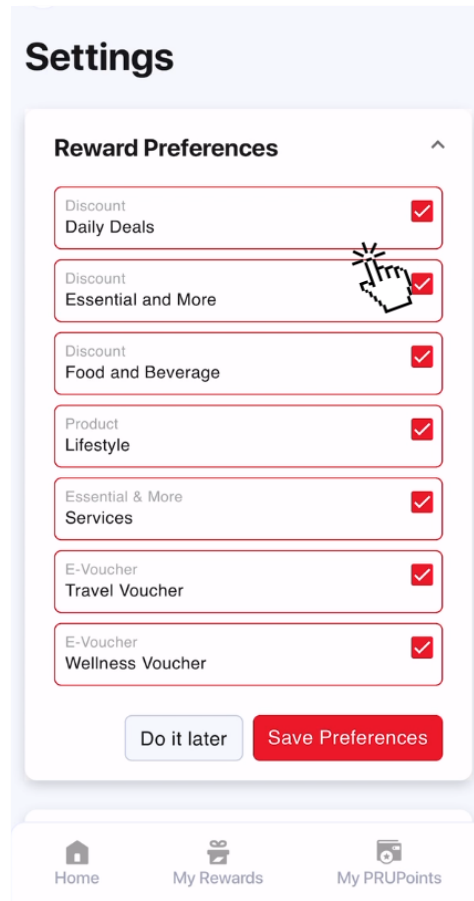 Settings
Reward Preferences
Discount
Daily Deals
Discount
Essential and More
Discount
Food and Beverage
Product
Lifestyle
Essential & More
Services
E-Voucher
Travel Voucher
E-Voucher
Wellness Voucher
Do it later
Save Preferences
Home
My Rewards
My PRUPoints